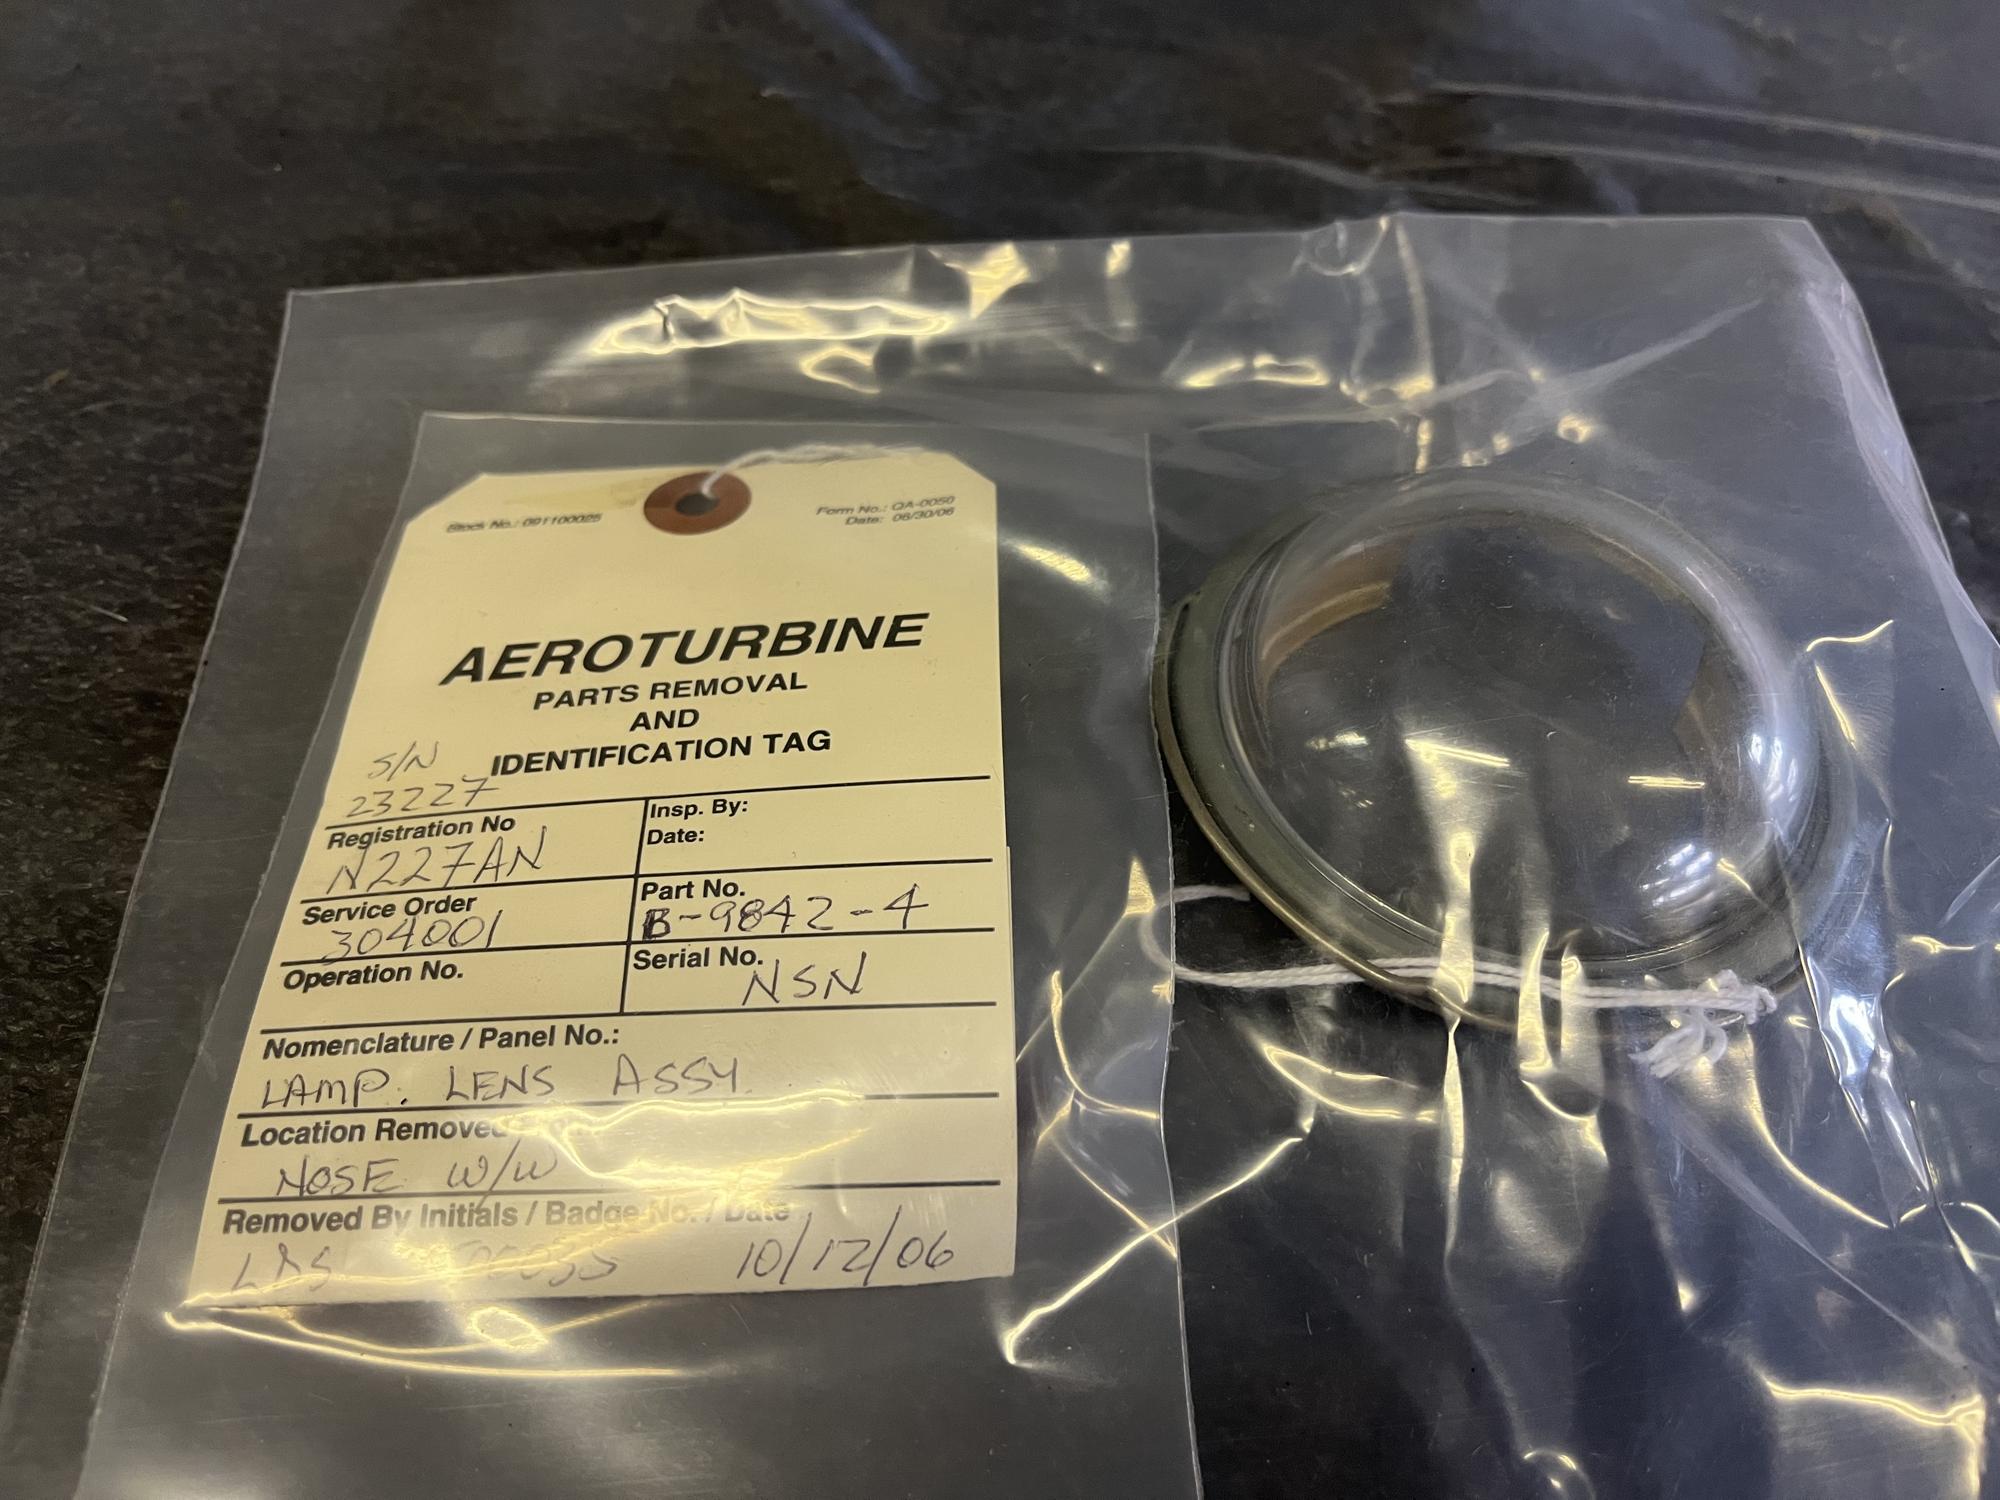 Stock No.: 091100025
Form No.: QA-0050
Date: 06/30/06
AEROTURBINE
PARTS REMOVAL
AND
IDENTIFICATION TAG
S/N
23227
Registration No
N227AN
Insp. By:
Date:
Service Order
304001
Part No.
B-9842-4
Operation No.
Serial No.
NSN
Nomenclature / Panel No.:
LAMP. LENS ASSY.
Location Removed
NOSE W/W
Removed By Initials / Badge No. / Date
LDS 10/12/06